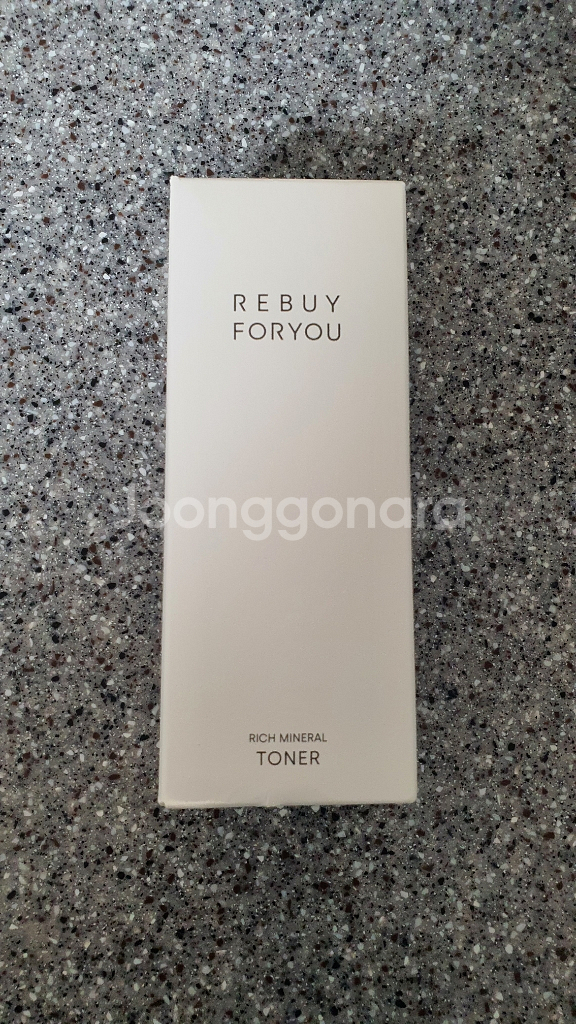 REBUY
FORYOU
Joonggonara
RICH MINERAL
TONER